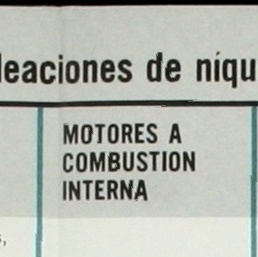 leaciones de níqu
MOTORES A
COMBUSTION
INTERNA